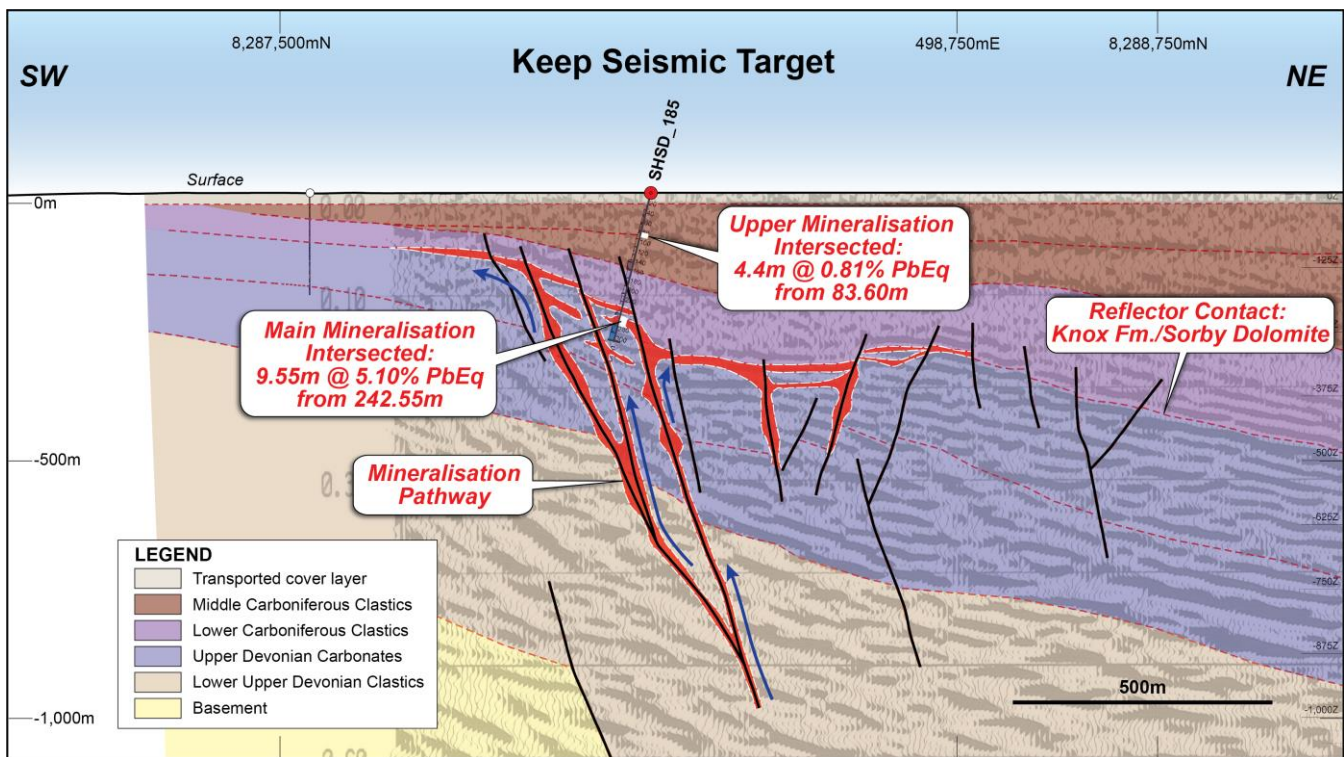 8,287,500mN
498,750mE
8,288,750mN
SW
Keep Seismic Target
NE
SHSD_185
Surface
0m
0.00
Upper Mineralisation
Intersected:
4.4m @ 0.81% PbEq
from 83.60m
-125Z
0.10
Reflector Contact:
Knox Fm./Sorby Dolomite
Main Mineralisation
Intersected:
9.55m @ 5.10% PbEq
from 242.55m
-375Z
-500m
-500Z
Mineralisation
Pathway
-625Z
LEGEND
Transported cover layer
Middle Carboniferous Clastics
Lower Carboniferous Clastics
Upper Devonian Carbonates
Lower Upper Devonian Clastics
Basement
-750Z
-875Z
500m
-1,000m
-1,000Z